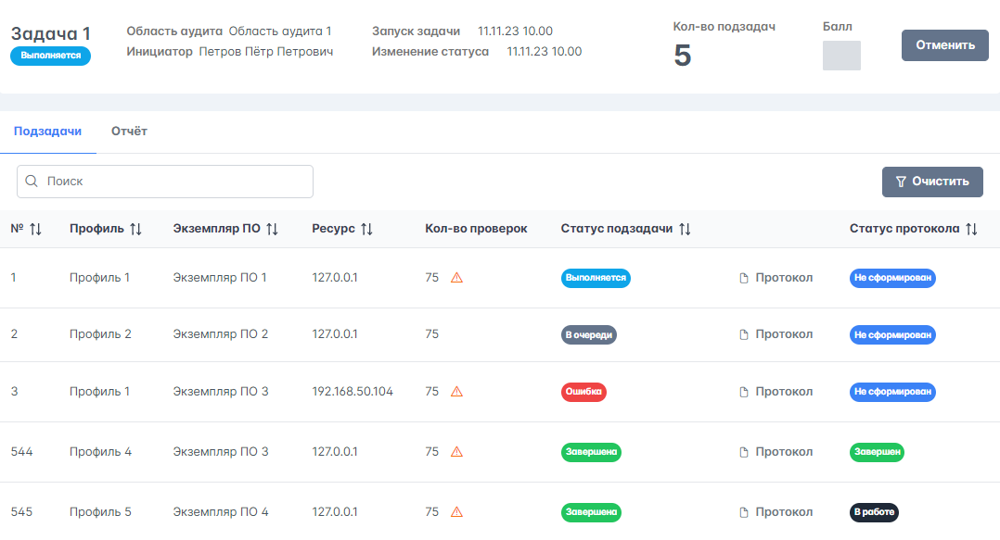 Задача 1
Выполняется
Область аудита Область аудита 1
Инициатор Петров Пётр Петрович
Запуск задачи 11.11.23 10.00
Изменение статуса 11.11.23 10.00
Кол-во подзадач
5
Балл
Отменить
Подзадачи Отчёт
Поиск
Очистить
№ Профиль Экземпляр ПО Ресурс Кол-во проверок Статус подзадачи Статус протокола
1 Профиль 1 Экземпляр ПО 1 127.0.0.1 75 Выполняется Протокол Не сформирован
2 Профиль 2 Экземпляр ПО 2 127.0.0.1 75 В очереди Протокол Не сформирован
3 Профиль 1 Экземпляр ПО 3 192.168.50.104 75 Ошибка Протокол Не сформирован
544 Профиль 4 Экземпляр ПО 3 127.0.0.1 75 Завершена Протокол Завершен
545 Профиль 5 Экземпляр ПО 4 127.0.0.1 75 Завершена Протокол В работе